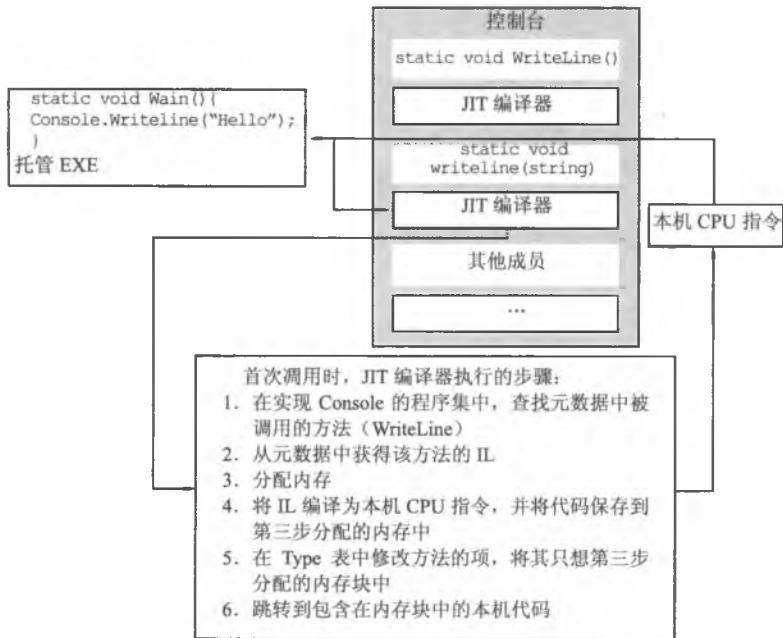 控制台
static void WriteLine()
JIT 编译器
static void Wain(){
Console.Writeline(“Hello”);
}
托管 EXE
static void
writeline(string)
JIT 编译器
本机 CPU 指令
其他成员
…
首次凋用时，JIT 编译器执行的步骤：
1．在实现 Console 的程序集中，查找元数据中被
调用的方法（WriteLine）
2．从元数据中获得该方法的 IL
3．分配内存
4．将 IL 编译为本机 CPU 指令，并将代码保存到
第三步分配的内存中
5．在 Type 表中修改方法的项，将其只想第三步
分配的内存块中
6．跳转到包含在内存块中的本机代码